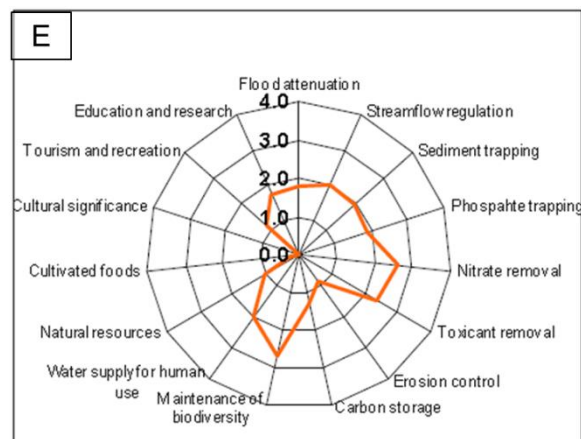 E
Flood attenuation
Education and research
Streamflow regulation
Tourism and recreation
Sediment trapping
Cultural significance
Phospahte trapping
Cultivated foods
Nitrate removal
Natural resources
Toxicant removal
Water supply for human
use
Erosion control
Maintenance of
biodiversity
Carbon storage
4.0
3.0
2.0
1.0
0.0